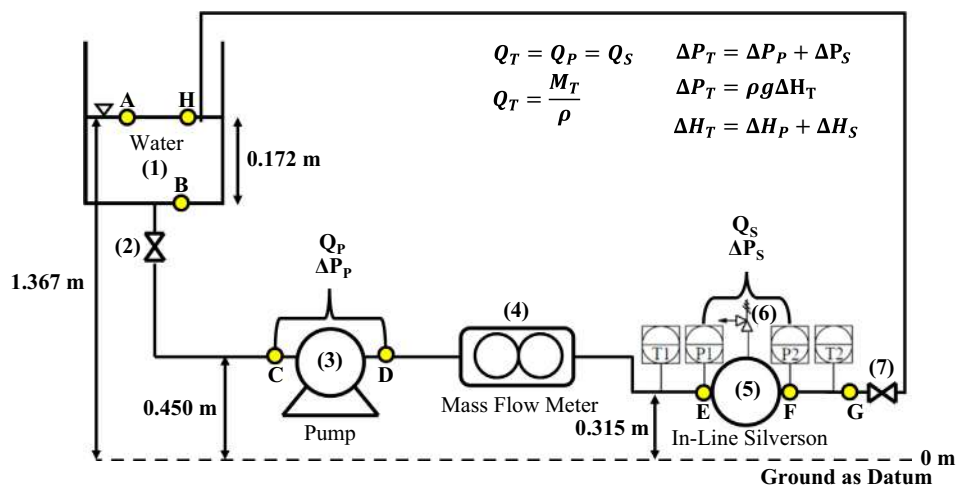 Q_T = Q_P = Q_S
ΔP_T = ΔP_P + ΔP_S
Q_T = M_T / ρ
ΔP_T = ρgΔH_T
ΔH_T = ΔH_P + ΔH_S
A
H
Water
(1)
0.172 m
B
(2)
1.367 m
Q_P
ΔP_P
(3)
C
D
Pump
0.450 m
(4)
Mass Flow Meter
Q_S
ΔP_S
(6)
T1
P1
P2
T2
(7)
(5)
E
F
G
0.315 m
In-Line Silverson
0 m
Ground as Datum